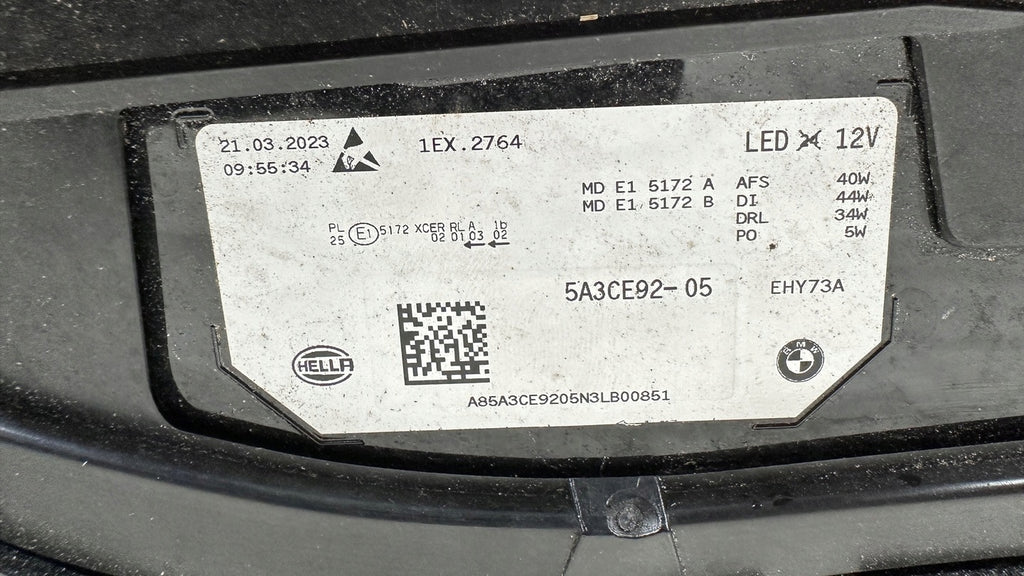 21.03.2023
09:55:34
1EX.2764
LED 12V
MD E1 5172 A AFS 40W
MD E1 5172 B DI 44W
DRL 34W
PO 5W
PL E1 5172 XCER RL A 1b
25 02 01 03 02
5A3CE92-05 EHY73A
HELLA
BMW
A85A3CE9205N3LB00851